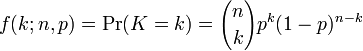 f(k; n, p) = Pr(K = k) = \binom{n}{k} p^k (1 − p)^{n−k}